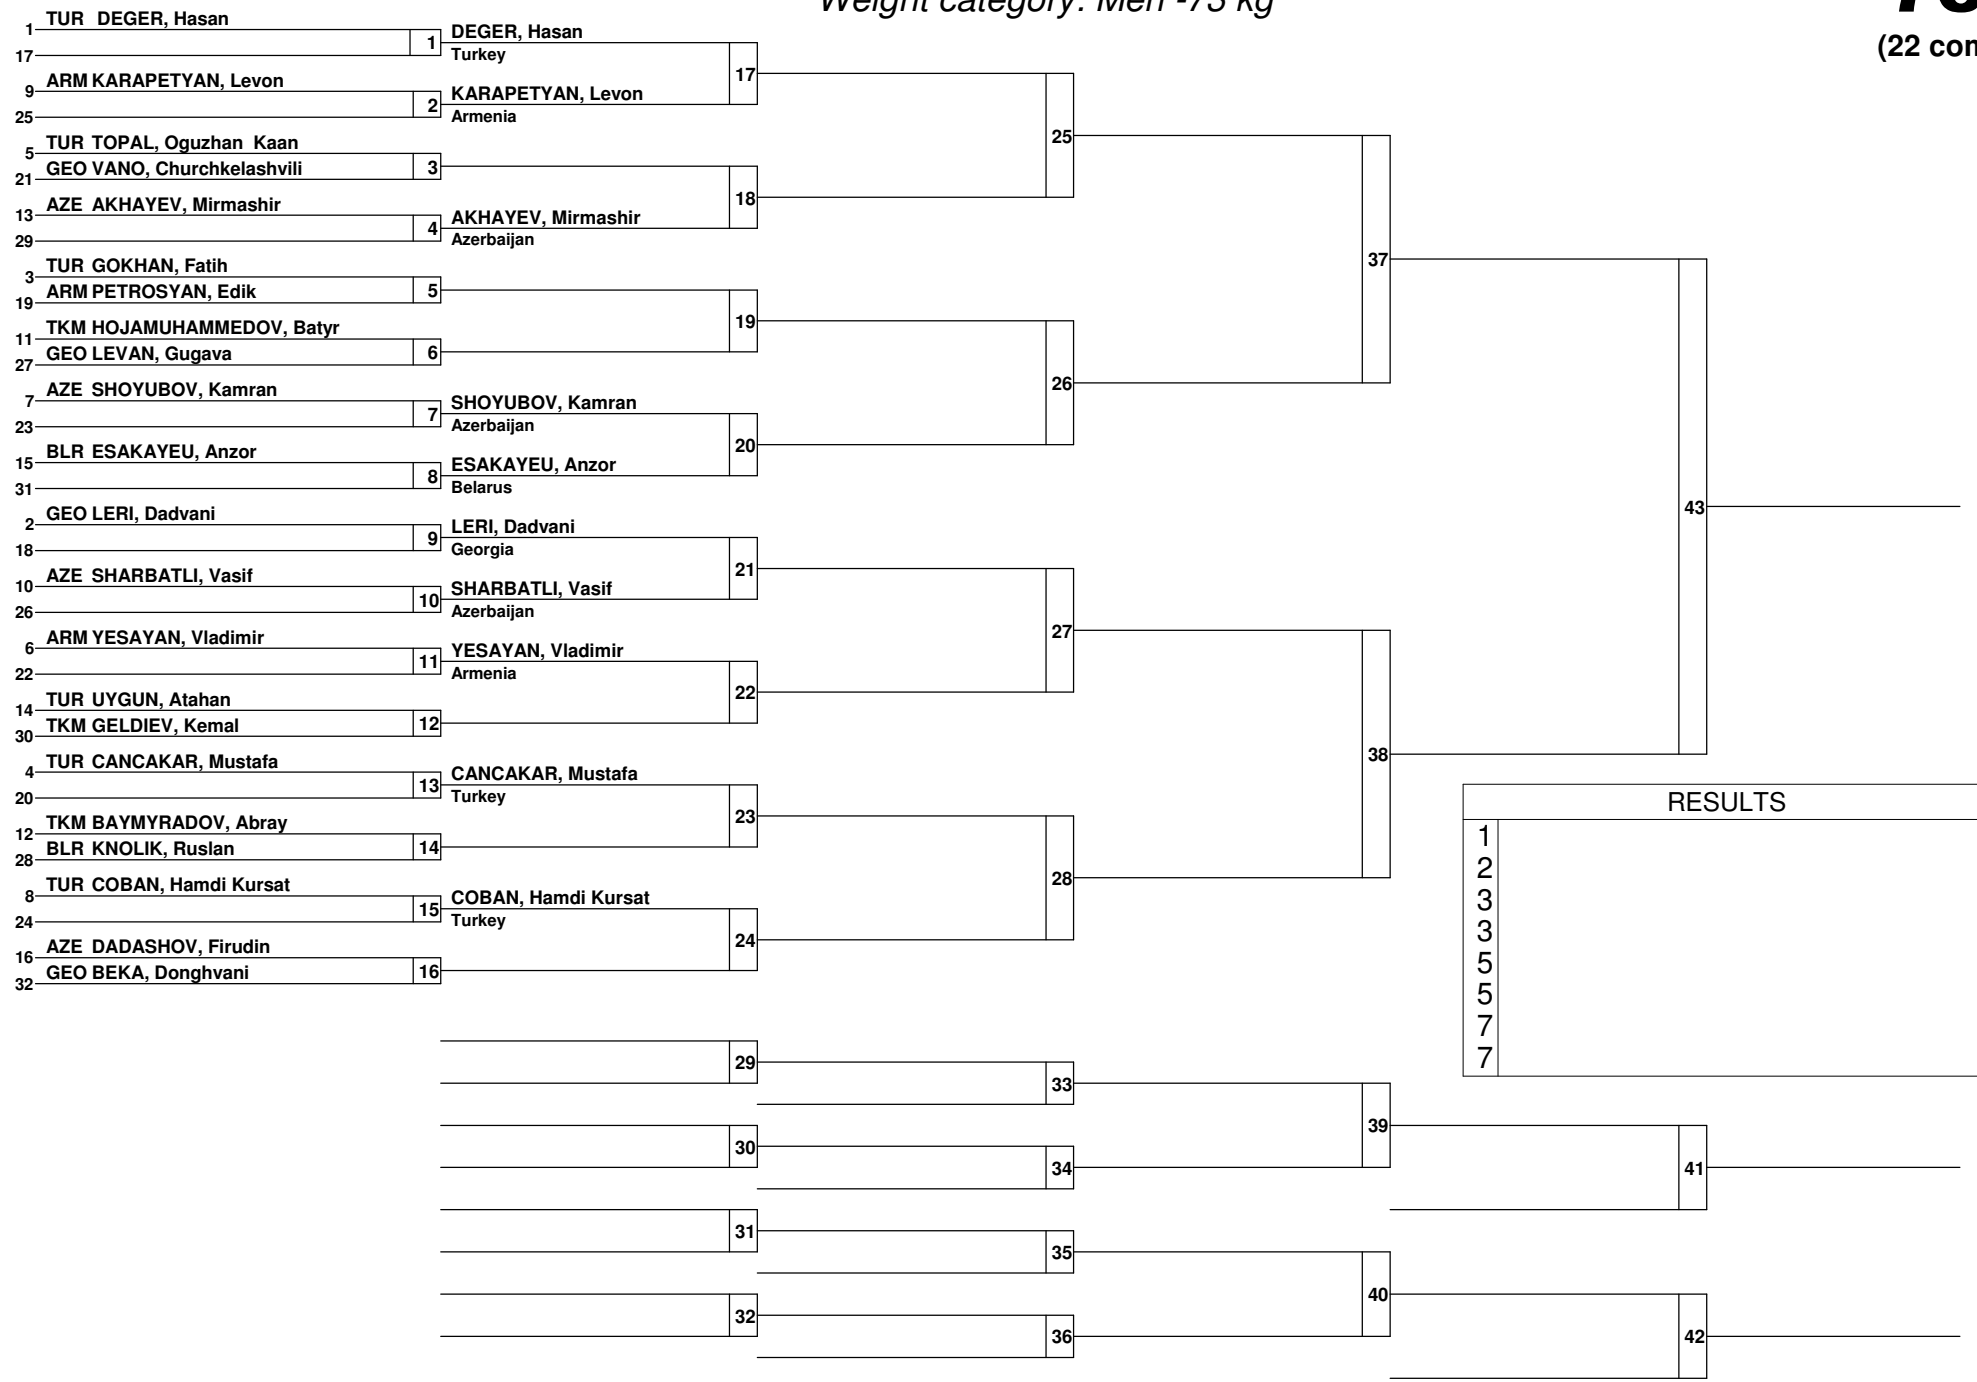 Weight category: Men -73 kg
(22 con
1 TUR DEGER, Hasan
17
1 DEGER, Hasan
Turkey
9 ARM KARAPETYAN, Levon
25
2 KARAPETYAN, Levon
Armenia
17
5 TUR TOPAL, Oguzhan Kaan
21 GEO VANO, Churchkelashvili
3
13 AZE AKHAYEV, Mirmashir
29
4 AKHAYEV, Mirmashir
Azerbaijan
18
25
3 TUR GOKHAN, Fatih
19 ARM PETROSYAN, Edik
5
11 TKM HOJAMUHAMMEDOV, Batyr
27 GEO LEVAN, Gugava
6
19
7 AZE SHOYUBOV, Kamran
23
7 SHOYUBOV, Kamran
Azerbaijan
15 BLR ESAKAYEU, Anzor
31
8 ESAKAYEU, Anzor
Belarus
20
26
37
2 GEO LERI, Dadvani
18
9 LERI, Dadvani
Georgia
10 AZE SHARBATLI, Vasif
26
10 SHARBATLI, Vasif
Azerbaijan
21
6 ARM YESAYAN, Vladimir
22
11 YESAYAN, Vladimir
Armenia
14 TUR UYGUN, Atahan
30 TKM GELDIEV, Kemal
12
22
27
4 TUR CANCAKAR, Mustafa
20
13 CANCAKAR, Mustafa
Turkey
12 TKM BAYMYRADOV, Abray
28 BLR KNOLIK, Ruslan
14
23
8 TUR COBAN, Hamdi Kursat
24
15 COBAN, Hamdi Kursat
Turkey
16 AZE DADASHOV, Firudin
32 GEO BEKA, Donghvani
16
24
28
38
43
RESULTS
1
2
3
3
5
5
7
7
29
33
30
34
39
41
31
35
32
36
40
42